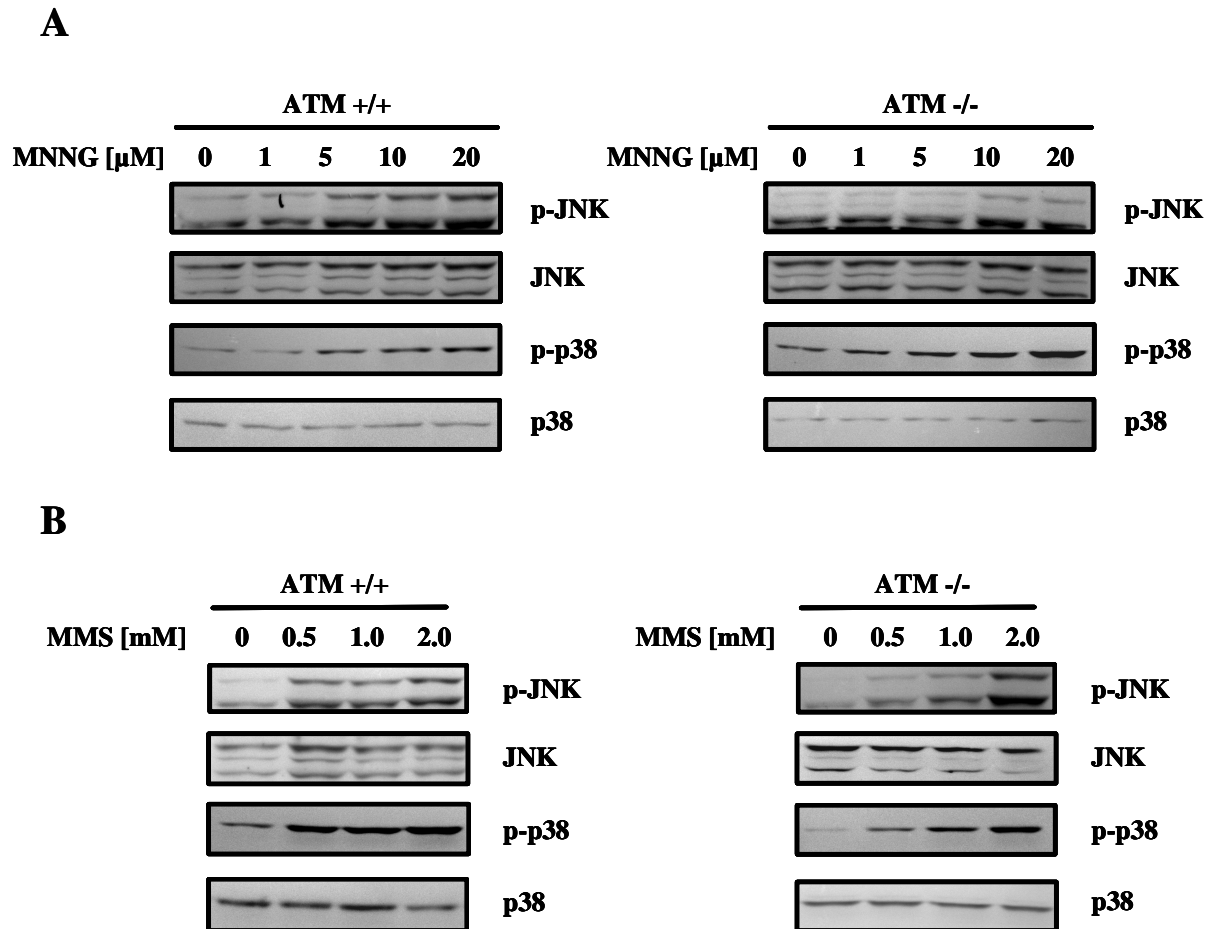 A
ATM +/+ ATM -/-
MNNG [µM] 0 1 5 10 20 MNNG [µM] 0 1 5 10 20
p-JNK p-JNK
JNK JNK
p-p38 p-p38
p38 p38
B
ATM +/+ ATM -/-
MMS [mM] 0 0.5 1.0 2.0 MMS [mM] 0 0.5 1.0 2.0
p-JNK p-JNK
JNK JNK
p-p38 p-p38
p38 p38